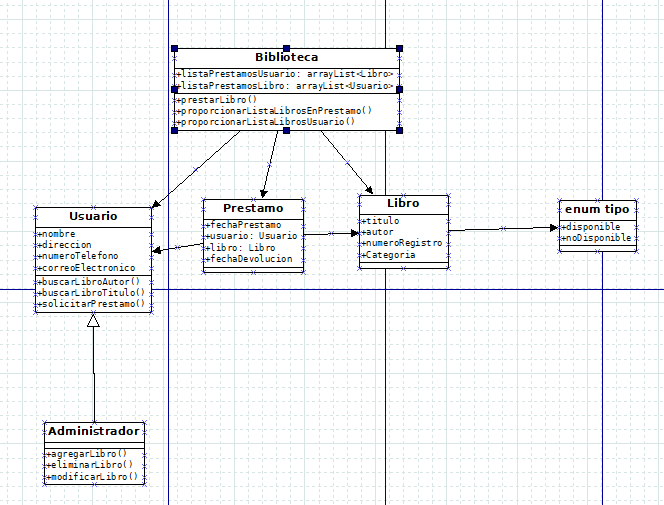 Biblioteca
+listaPrestamosUsuario: arrayList<Libro>
+listaPrestamosLibro: arrayList<Usuario>
+prestarLibro()
+proporcionarListaLibrosEnPrestamo()
+proporcionarListaLibrosUsuario()
Usuario
+nombre
+direccion
+numeroTelefono
+correoElectronico
+buscarLibroAutor()
+buscarLibroTitulo()
+solicitarPrestamo()
Prestamo
+fechaPrestamo
+usuario: Usuario
+libro: Libro
+fechaDevolucion
Libro
+titulo
+autor
+numeroRegistro
+Categoria
enum tipo
+disponible
+noDisponible
Administrador
+agregarLibro()
+eliminarLibro()
+modificarLibro()